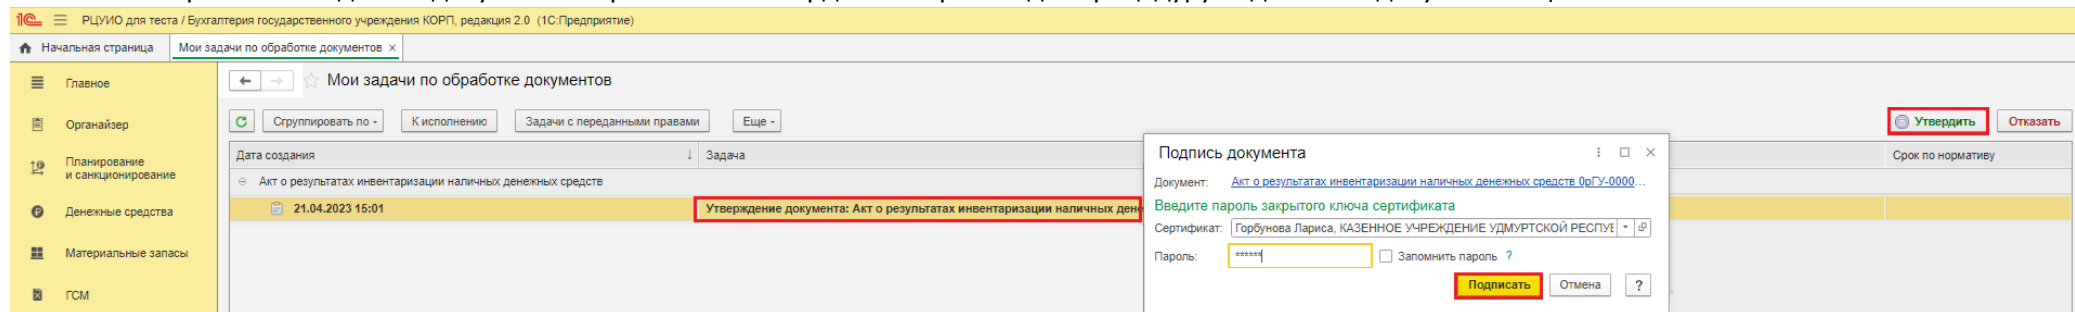 РЦУИО для теста / Бухгалтерия государственного учреждения КОРП, редакция 2.0 (1С:Предприятие)
Начальная страница
Мои задачи по обработке документов ×
Главное
Органайзер
Планирование
и санкционирование
Денежные средства
Материальные запасы
ГСМ
Мои задачи по обработке документов
Сгруппировать по
К исполнению
Задачи с переданными правами
Еще
Утвердить
Отказать
Дата создания ↓
Задача
Срок по нормативу
Акт о результатах инвентаризации наличных денежных средств
21.04.2023 15:01
Утверждение документа: Акт о результатах инвентаризации наличных дене
Подпись документа
Документ: Акт о результатах инвентаризации наличных денежных средств 0рГУ-0000...
Введите пароль закрытого ключа сертификата
Сертификат: Горбунова Лариса, КАЗЕННОЕ УЧРЕЖДЕНИЕ УДМУРТСКОЙ
Пароль: ******
Запомнить пароль ?
Подписать
Отмена
?